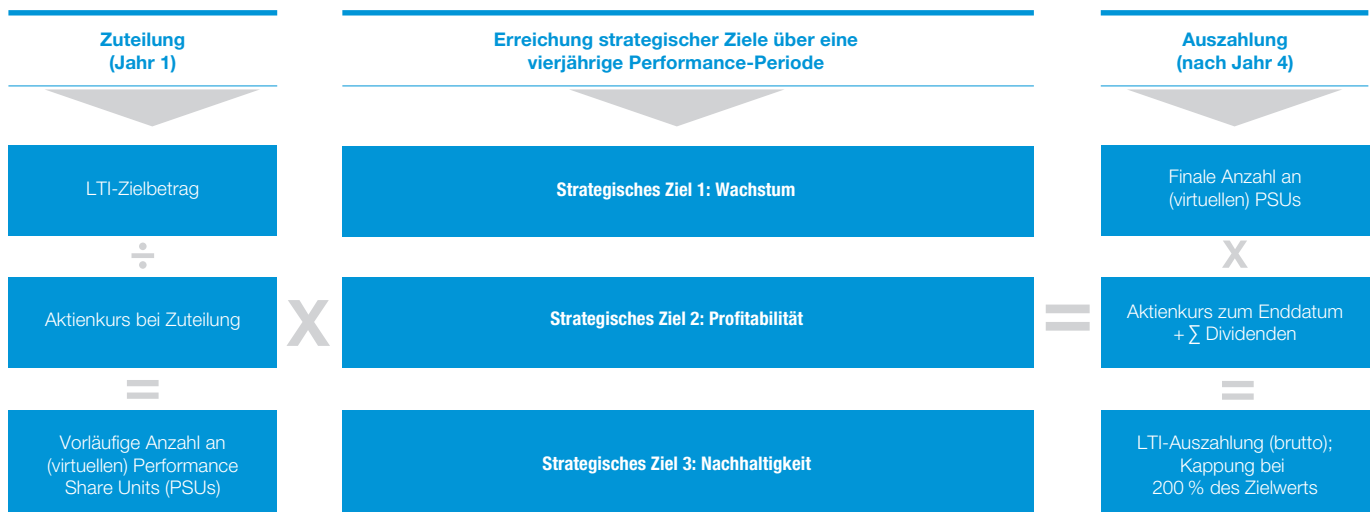 Zuteilung
(Jahr 1)
Erreichung strategischer Ziele über eine
vierjährige Performance-Periode
Auszahlung
(nach Jahr 4)
LTI-Zielbetrag
÷
Aktienkurs bei Zuteilung
=
Vorläufige Anzahl an
(virtuellen) Performance
Share Units (PSUs)
X
Strategisches Ziel 1: Wachstum
Strategisches Ziel 2: Profitabilität
Strategisches Ziel 3: Nachhaltigkeit
=
Finale Anzahl an
(virtuellen) PSUs
X
Aktienkurs zum Enddatum
+ ∑ Dividenden
=
LTI-Auszahlung (brutto);
Kappung bei
200 % des Zielwerts